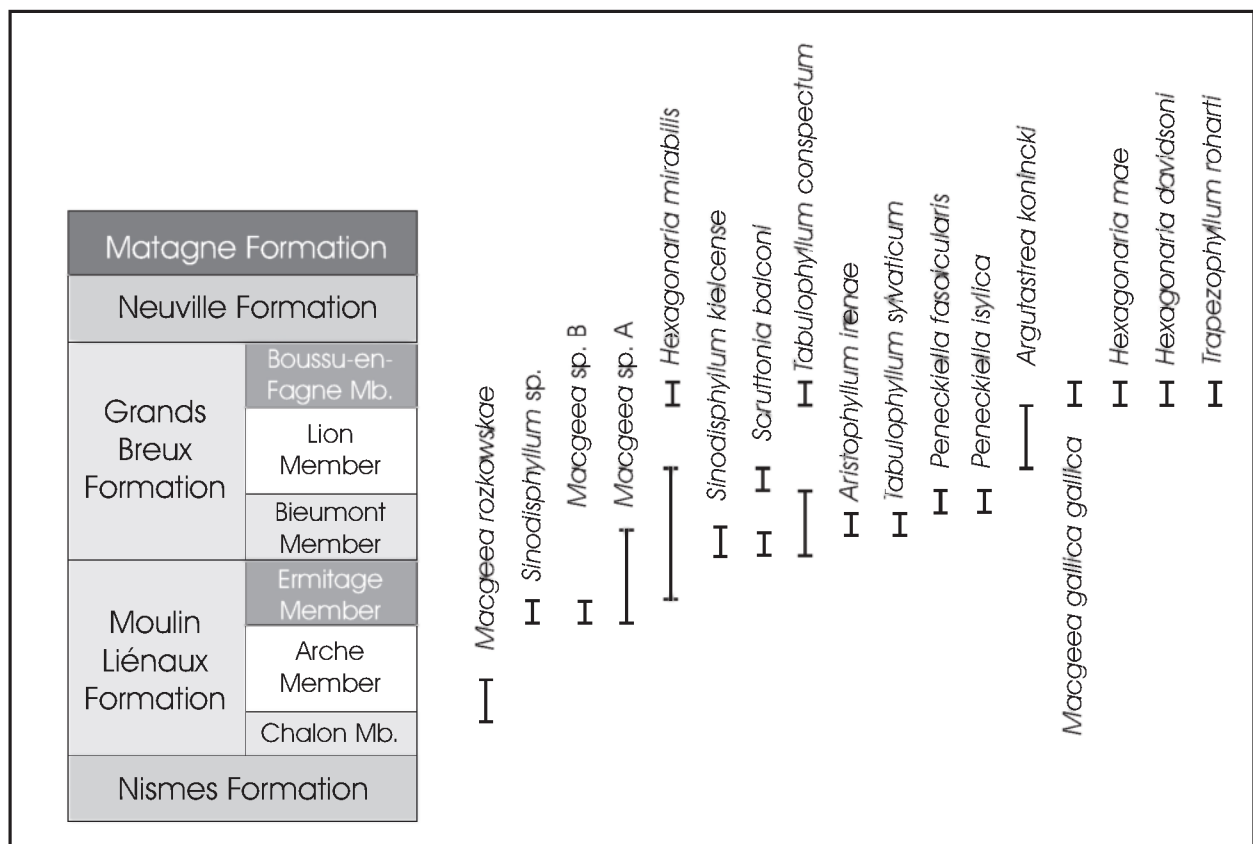 Matagne Formation
Neuville Formation
Grands
Breux
Formation
Boussu-en-
Fagne Mb.
Lion
Member
Bieumont
Member
Moulin
Liénaux
Formation
Ermitage
Member
Arche
Member
Chalon Mb.
Nismes Formation
Macgeea rozkowskae
Sinodisphyllum sp.
Macgeea sp. B
Macgeea sp. A
Hexagonaria mirabilis
Sinodisphyllum kielcense
Scruttonia balconi
Tabulophyllum conspectum
Aristophyllum irenae
Tabulophyllum sylvaticum
Peneckiella fasaicularis
Peneckiella isylica
Argutastrea konincki
Macgeea gallica gallica
Hexagonaria mae
Hexagonaria davidsoni
Trapezophyllum roharti